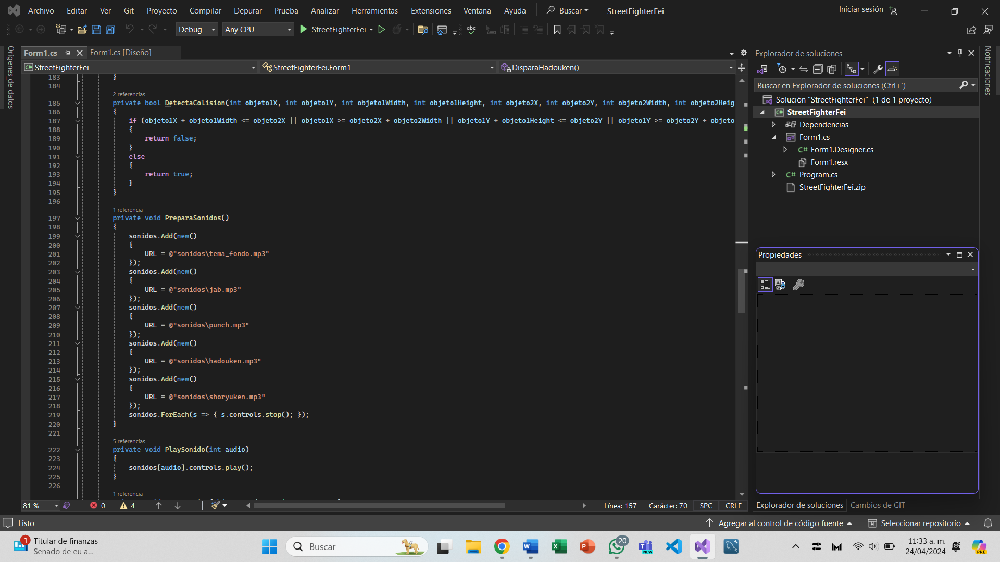 Archivo Editar Ver Git Proyecto Compilar Depurar Prueba Analizar Herramientas Extensiones Ventana Ayuda Buscar StreetFighterFei Iniciar sesión
Debug Any CPU StreetFighterFei
Orígenes de datos
Form1.cs Form1.cs [Diseño]
StreetFighterFei StreetFighterFei.Form1 DisparaHadouken()
183 }
184
2 referencias
185 private bool DetectaColision(int objeto1X, int objeto1Y, int objeto1Width, int objeto1Height, int objeto2X, int objeto2Y, int objeto2Width, int objeto2Heig
186 {
187 if (objeto1X + objeto1Width <= objeto2X || objeto1X >= objeto2X + objeto2Width || objeto1Y + objeto1Height <= objeto2Y || objeto1Y >= objeto2Y + objeto
188 {
189 return false;
190 }
191 else
192 {
193 return true;
194 }
195 }
196
1 referencia
197 private void PreparaSonidos()
198 {
199 sonidos.Add(new()
200 {
201 URL = @"sonidos\tema_fondo.mp3"
202 });
203 sonidos.Add(new()
204 {
205 URL = @"sonidos\jab.mp3"
206 });
207 sonidos.Add(new()
208 {
209 URL = @"sonidos\punch.mp3"
210 });
211 sonidos.Add(new()
212 {
213 URL = @"sonidos\hadouken.mp3"
214 });
215 sonidos.Add(new()
216 {
217 URL = @"sonidos\shoryuken.mp3"
218 });
219 sonidos.ForEach(s => { s.controls.stop(); });
220 }
221
5 referencias
222 private void PlaySonido(int audio)
223 {
224 sonidos[audio].controls.play();
225 }
226
1 referencia
81 % 0 4 Línea: 157 Carácter: 70 SPC CRLF
Explorador de soluciones
Buscar en Explorador de soluciones (Ctrl+´)
Solución "StreetFighterFei" (1 de 1 proyecto)
StreetFighterFei
Dependencias
Form1.cs
C# Form1.Designer.cs
Form1.resx
C# Program.cs
StreetFighterFei.zip
Propiedades
Explorador de soluciones Cambios de GIT
Notificaciones
Listo Agregar al control de código fuente Seleccionar repositorio
1 Titular de finanzas
Senado de eu a...
Buscar
20
NEW
11:33 a. m.
24/04/2024
PRE